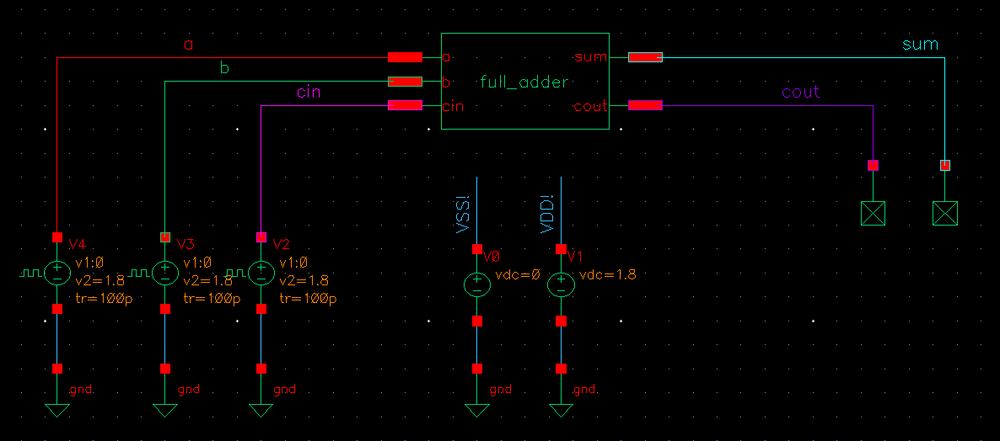 a
sum
b
cin
cout
a
sum
b
full_adder
cin
cout
VSS!
VDD!
V4
v1:0
v2=1.8
tr=100p
V3
v1:0
v2=1.8
tr=100p
V2
v1:0
v2=1.8
tr=100p
V0
vdc=0
V1
vdc=1.8
gnd
gnd
gnd
gnd
gnd